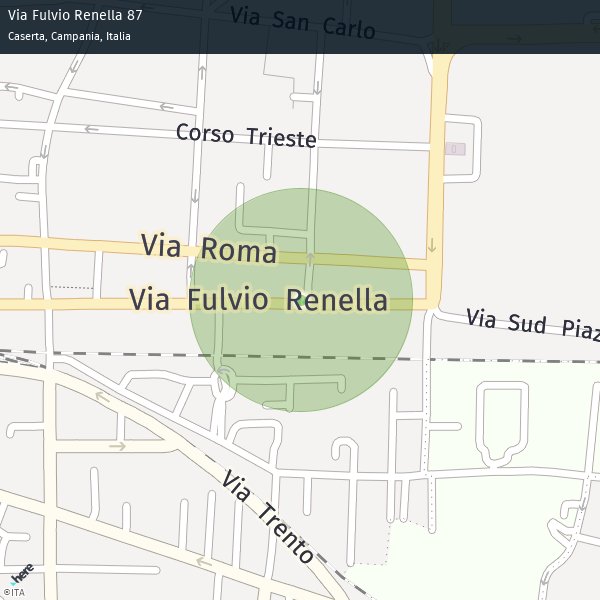 Via Fulvio Renella 87
Caserta, Campania, Italia
Via San Carlo
Corso Trieste
0
Via Roma
Via Fulvio Renella
Via Sud Piaz
Via Trento
here
©ITA